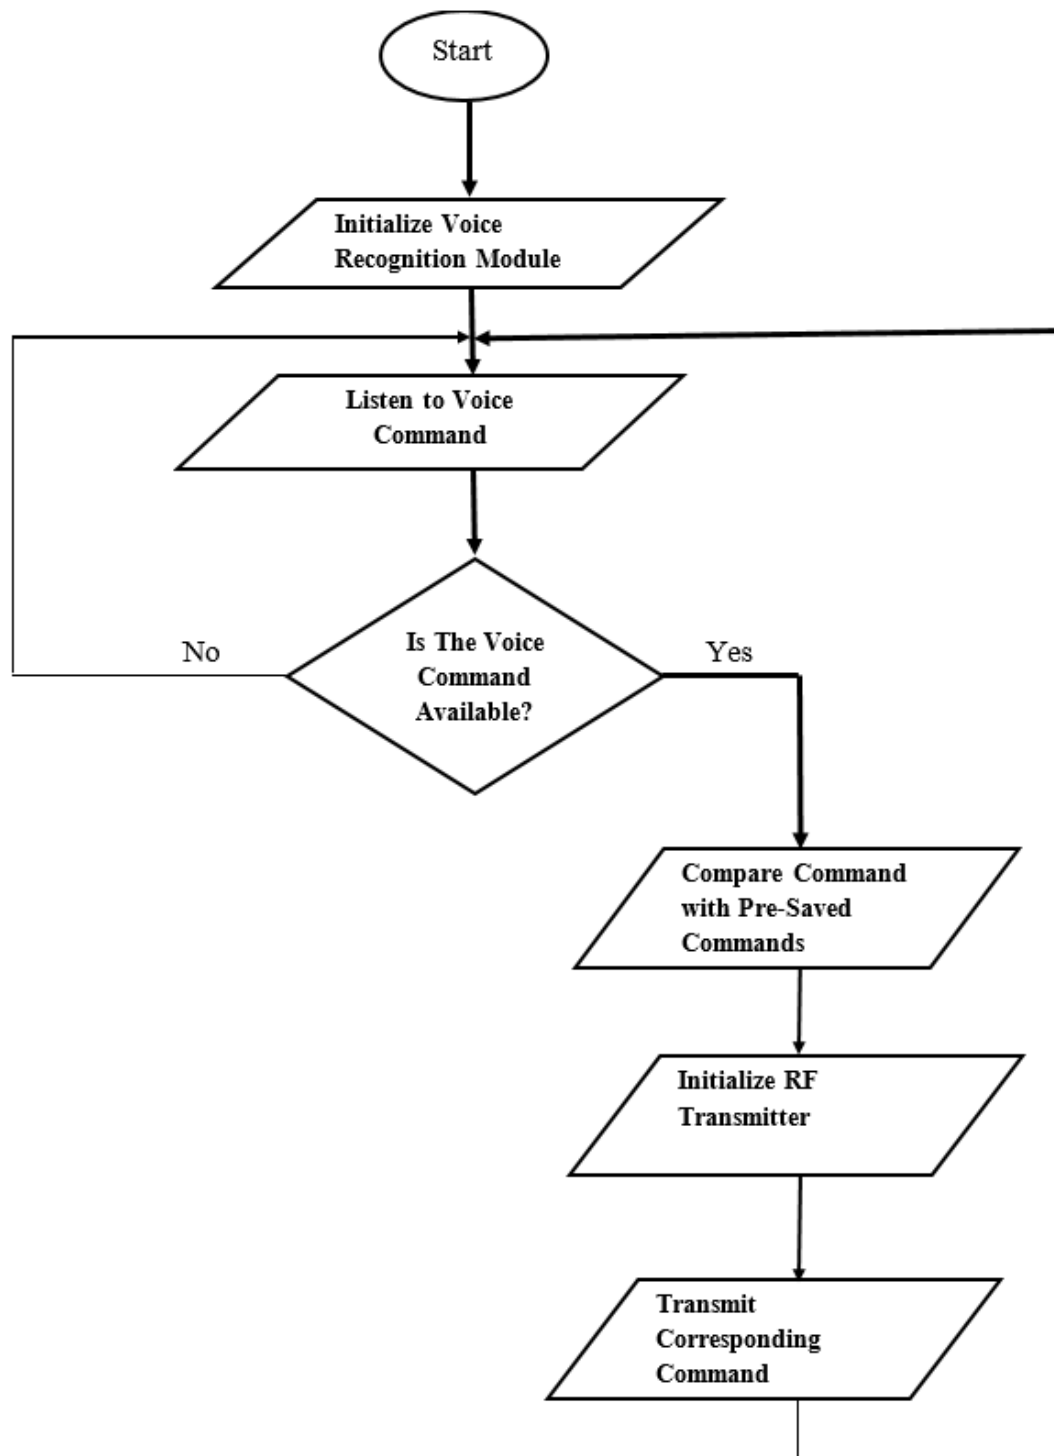 Start
Initialize Voice
Recognition Module
Listen to Voice
Command
Is The Voice
Command
Available?
No
Yes
Compare Command
with Pre-Saved
Commands
Initialize RF
Transmitter
Transmit
Corresponding
Command